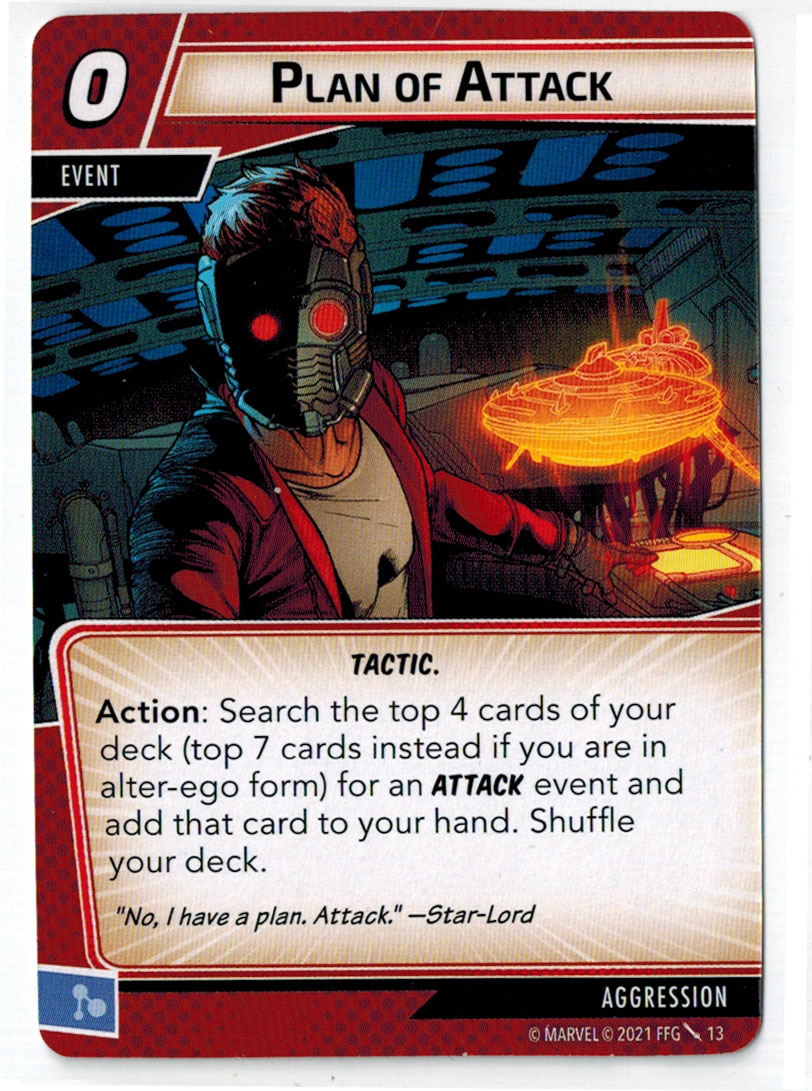 0
PLAN OF ATTACK
EVENT
TACTIC.
Action: Search the top 4 cards of your
deck (top 7 cards instead if you are in
alter-ego form) for an ATTACK event and
add that card to your hand. Shuffle
your deck.
"No, I have a plan. Attack." —Star-Lord
AGGRESSION
© MARVEL © 2021 FFG 13